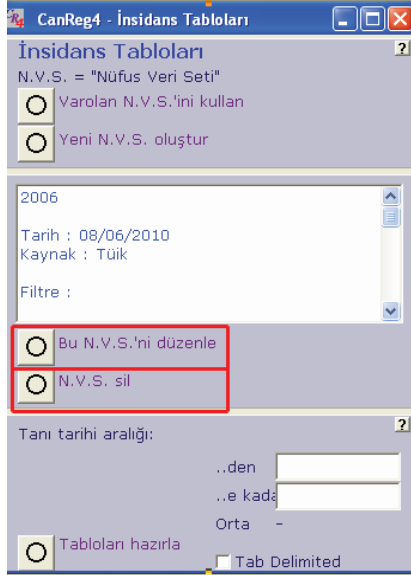 CanReg4 - İnsidans Tabloları
İnsidans Tabloları
?
N.V.S. = "Nüfus Veri Seti"
Varolan N.V.S.'ini kullan
Yeni N.V.S. oluştur
2006
Tarih : 08/06/2010
Kaynak : Tüik
Filtre :
Bu N.V.S.'ni düzenle
N.V.S. sil
?
Tanı tarihi aralığı:
..den
..e kada
Orta -
Tabloları hazırla
Tab Delimited